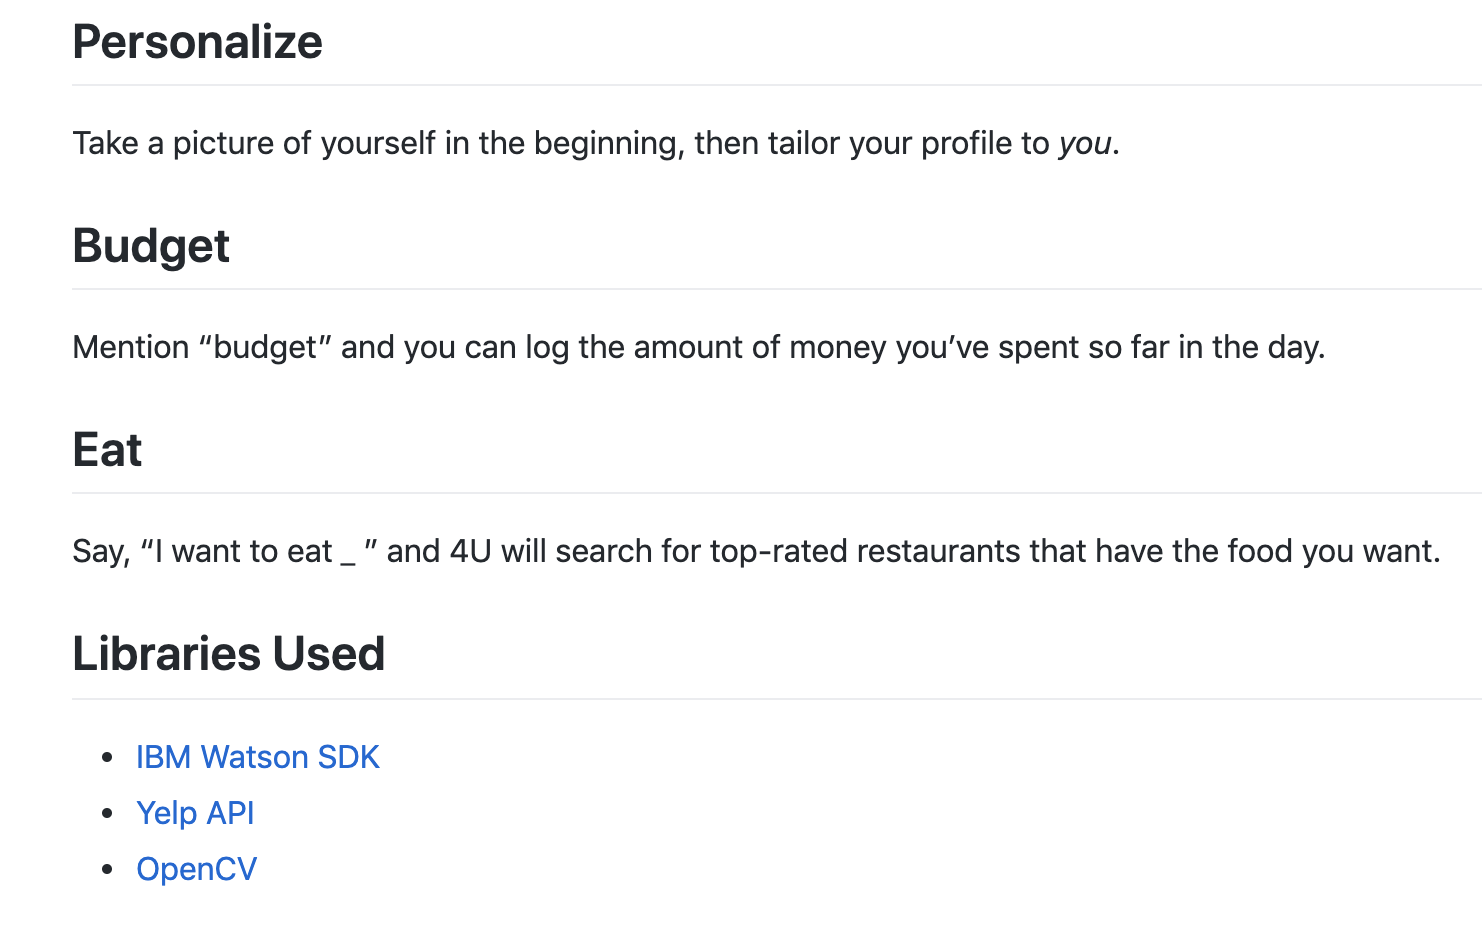 Personalize
Take a picture of yourself in the beginning, then tailor your profile to you.
Budget
Mention “budget” and you can log the amount of money you’ve spent so far in the day.
Eat
Say, “I want to eat _ ” and 4U will search for top-rated restaurants that have the food you want.
Libraries Used
• IBM Watson SDK
• Yelp API
• OpenCV